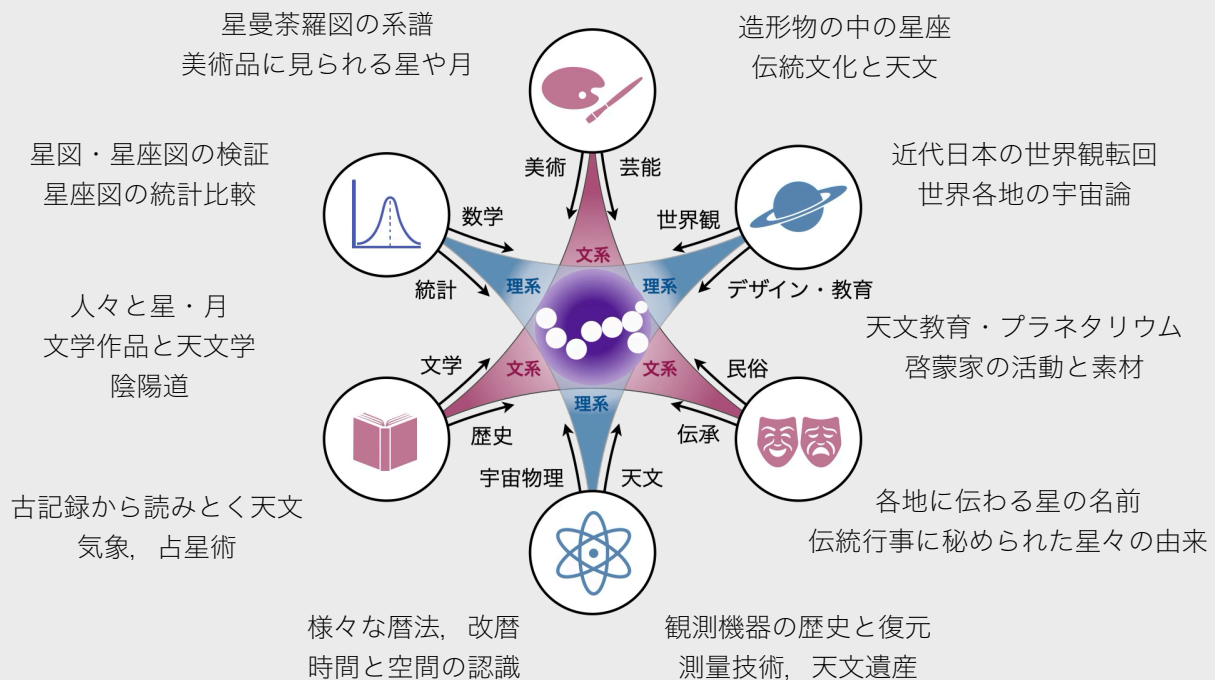 星曼荼羅図の系譜
美術品に見られる星や月
造形物の中の星座
伝統文化と天文
美術
芸能
星図・星座図の検証
星座図の統計比較
近代日本の世界観転回
世界各地の宇宙論
数学
世界観
文系
理系
理系
統計
デザイン・教育
人々と星・月
文学作品と天文学
陰陽道
天文教育・プラネタリウム
啓蒙家の活動と素材
文学
文系
文系
民俗
理系
歴史
伝承
宇宙物理
天文
古記録から読みとく天文
気象，占星術
各地に伝わる星の名前
伝統行事に秘められた星々の由来
様々な暦法，改暦
時間と空間の認識
観測機器の歴史と復元
測量技術，天文遺産